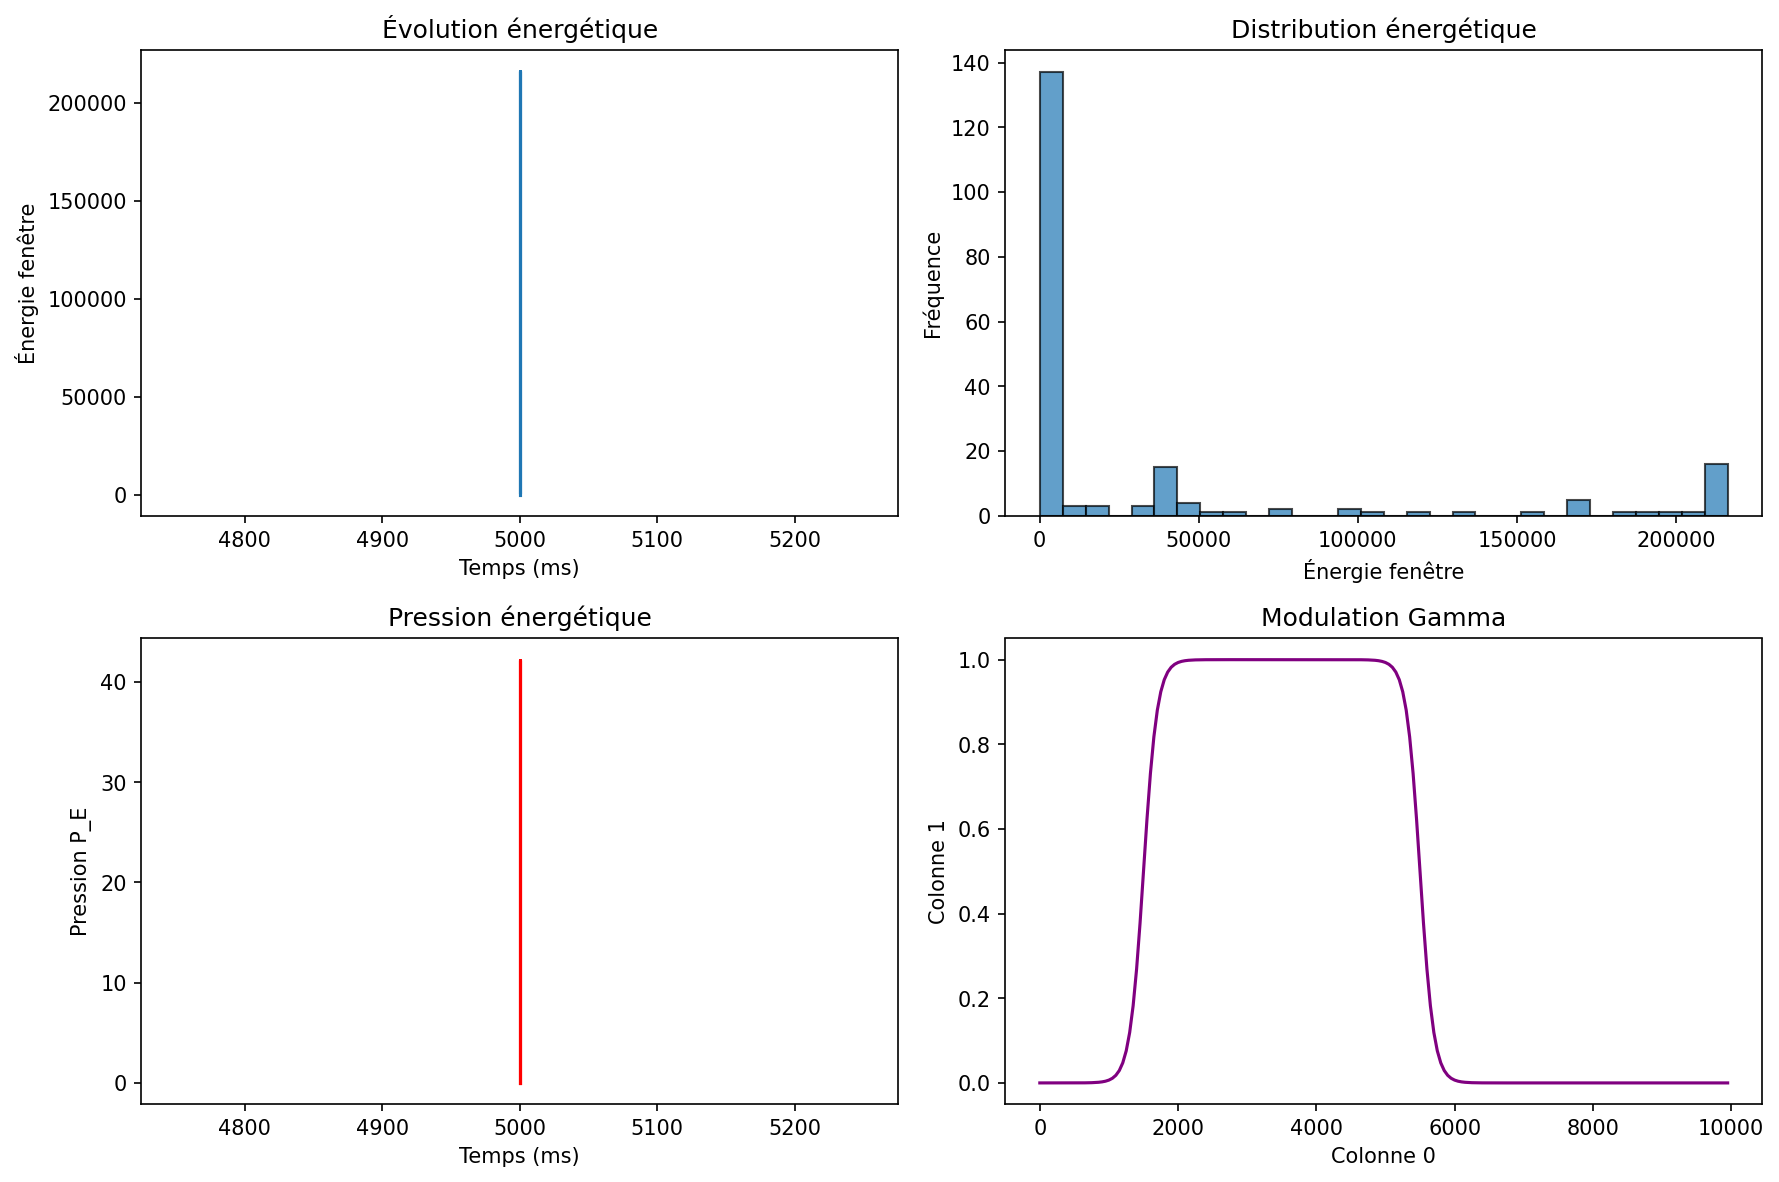 Évolution énergétique
Énergie fenêtre
200000
150000
100000
50000
0
4800 4900 5000 5100 5200
Temps (ms)
Distribution énergétique
Fréquence
140
120
100
80
60
40
20
0
0 50000 100000 150000 200000
Énergie fenêtre
Pression énergétique
Pression P_E
40
30
20
10
0
4800 4900 5000 5100 5200
Temps (ms)
Modulation Gamma
Colonne 1
1.0
0.8
0.6
0.4
0.2
0.0
0 2000 4000 6000 8000 10000
Colonne 0